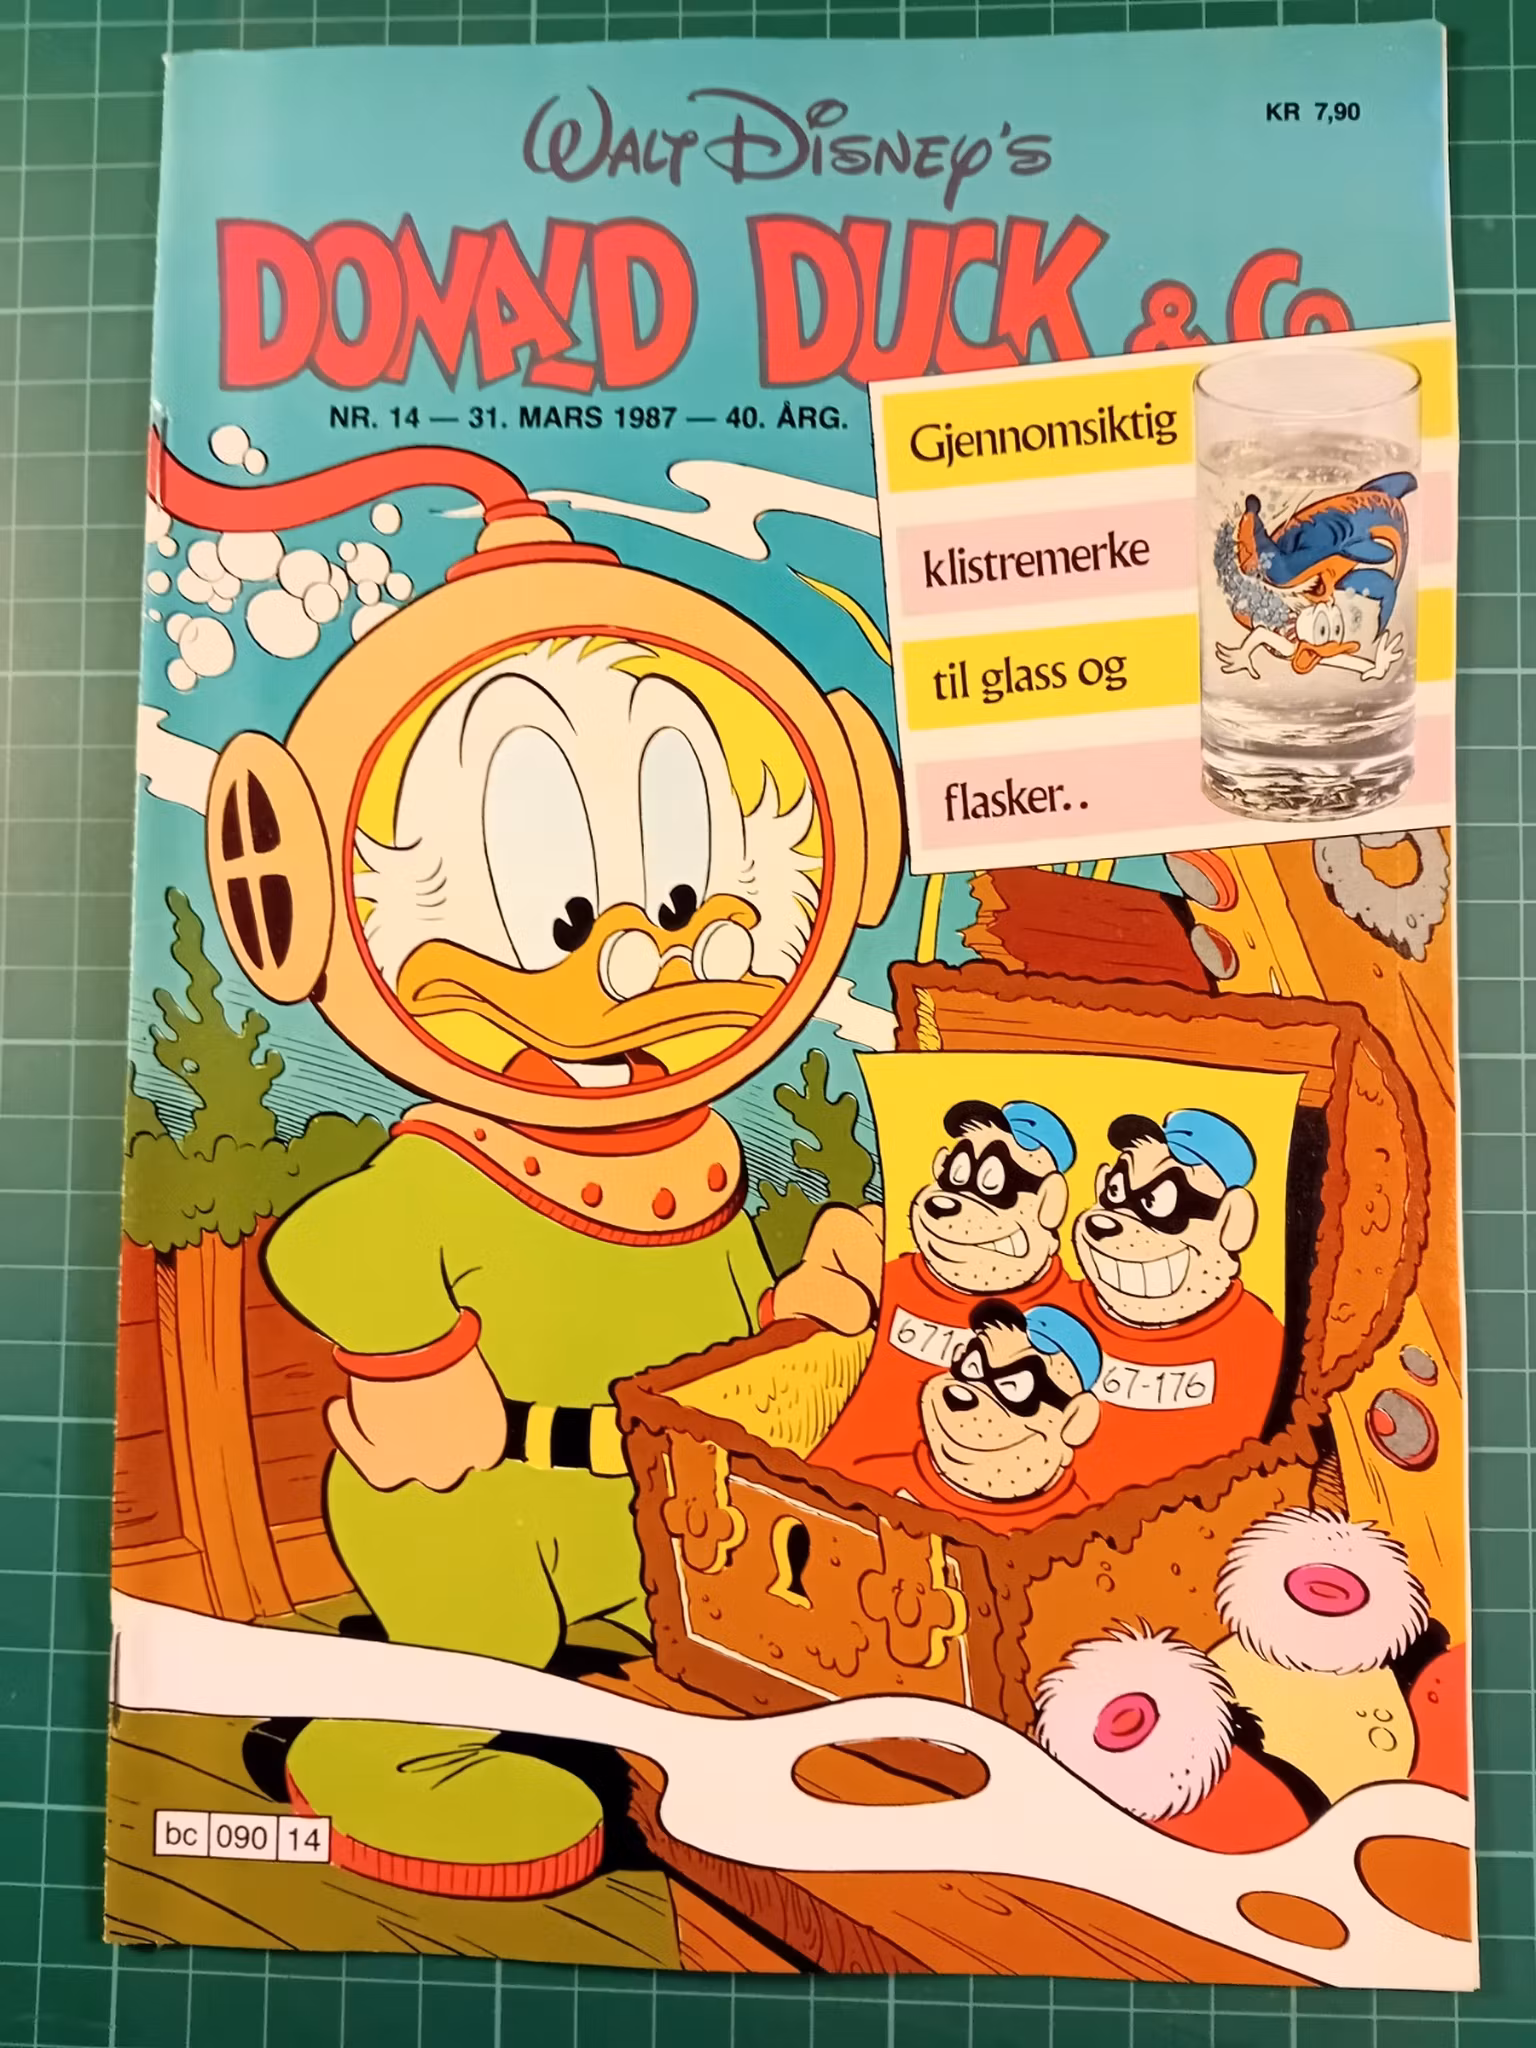 WALT DISNEY'S
KR 7,90
DONALD DUCK & Co
NR. 14 — 31. MARS 1987 — 40. ÅRG.
Gjennomsiktig
klistremerke
til glass og
flasker..
671
67-176
bc 090 14